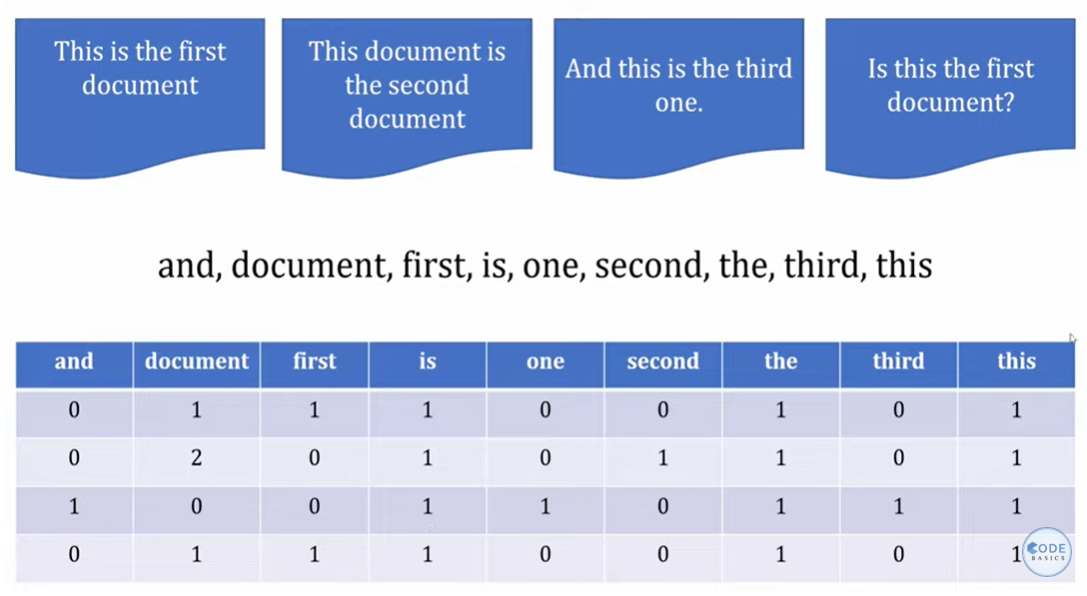 This is the first
document
This document is
the second
document
And this is the third
one.
Is this the first
document?
and, document, first, is, one, second, the, third, this
and document first is one second the third this
0 1 1 1 0 0 1 0 1
0 2 0 1 0 1 1 0 1
1 0 0 1 1 0 1 1 1
0 1 1 1 0 0 1 0 1
CODE
BASICS